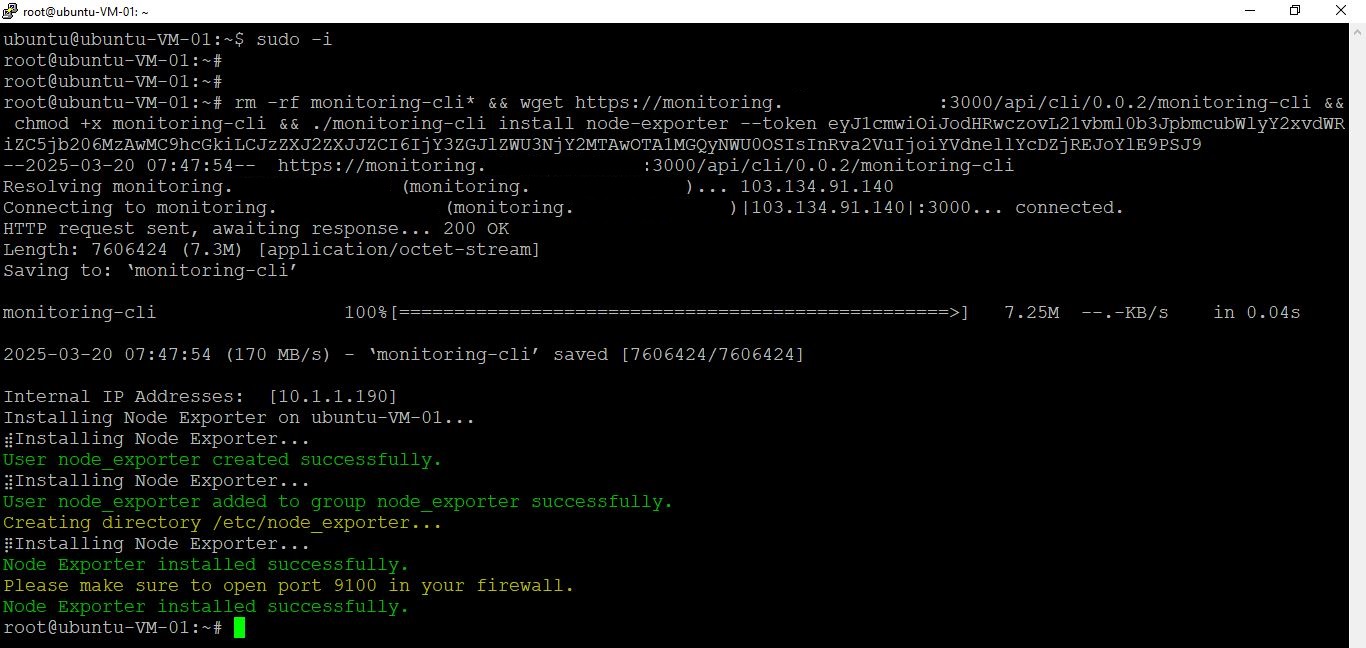 root@ubuntu-VM-01: ~
ubuntu@ubuntu-VM-01:~$ sudo -i
root@ubuntu-VM-01:~#
root@ubuntu-VM-01:~#
root@ubuntu-VM-01:~# rm -rf monitoring-cli* && wget https://monitoring. :3000/api/cli/0.0.2/monitoring-cli &&
chmod +x monitoring-cli && ./monitoring-cli install node-exporter --token eyJ1cmwiOiJodHRwczovL21vbml0b3JpbmcubWlyY2xvdWR
iZC5jb206MzAwMC9hcGkiLCJzZXJ2ZXJJZCI6IjY3ZGJlZWU3NjY2MTAwOTA1MGQyNWU0OSIsInRva2VuIjoiYVdnellYcDZjREJoYlE9PSJ9
--2025-03-20 07:47:54-- https://monitoring. :3000/api/cli/0.0.2/monitoring-cli
Resolving monitoring. (monitoring. )... 103.134.91.140
Connecting to monitoring. (monitoring. )|103.134.91.140|:3000... connected.
HTTP request sent, awaiting response... 200 OK
Length: 7606424 (7.3M) [application/octet-stream]
Saving to: ‘monitoring-cli’
monitoring-cli 100%[==================================================>] 7.25M --.-KB/s in 0.04s
2025-03-20 07:47:54 (170 MB/s) - ‘monitoring-cli’ saved [7606424/7606424]
Internal IP Addresses: [10.1.1.190]
Installing Node Exporter on ubuntu-VM-01...
⣾Installing Node Exporter...
User node_exporter created successfully.
⣽Installing Node Exporter...
User node_exporter added to group node_exporter successfully.
Creating directory /etc/node_exporter...
⡿Installing Node Exporter...
Node Exporter installed successfully.
Please make sure to open port 9100 in your firewall.
Node Exporter installed successfully.
root@ubuntu-VM-01:~#